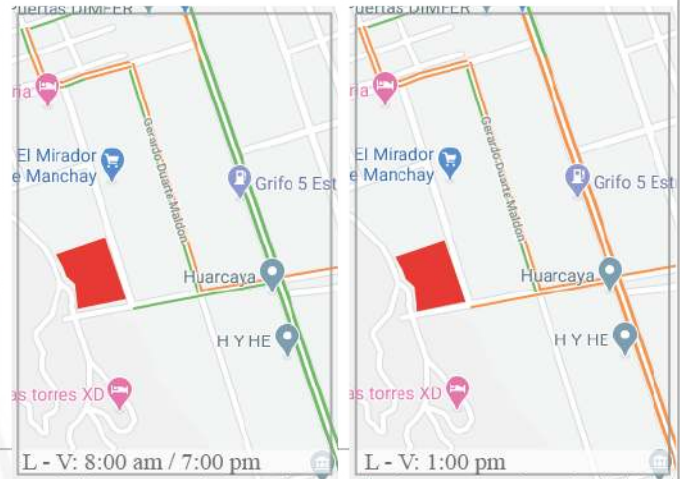 Puertas DIMFER
El Mirador
e Manchay
Gerardo Duarte Maldon
Grifo 5 Est
Huarcaya
H Y HE
as torres XD
L - V: 8:00 am / 7:00 pm
uertas DIMFER
na
El Mirador
e Manchay
Gerardo Duarte Maldon
Grifo 5 Est
Huarcaya
H Y HE
as torres XD
L - V: 1:00 pm